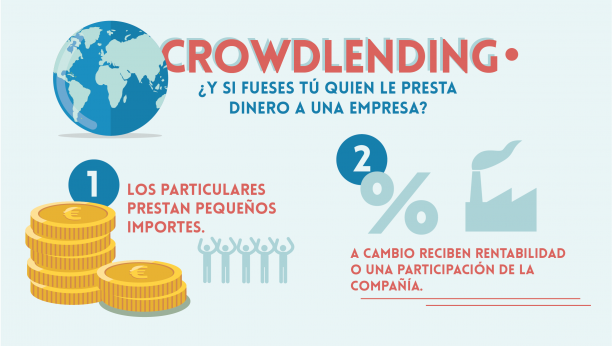 CROWDLENDING
¿Y SI FUESES TÚ QUIEN LE PRESTA
DINERO A UNA EMPRESA?
1
LOS PARTICULARES
PRESTAN PEQUEÑOS
IMPORTES.
€
€
2
%
A CAMBIO RECIBEN RENTABILIDAD
O UNA PARTICIPACIÓN DE LA
COMPAÑÍA.